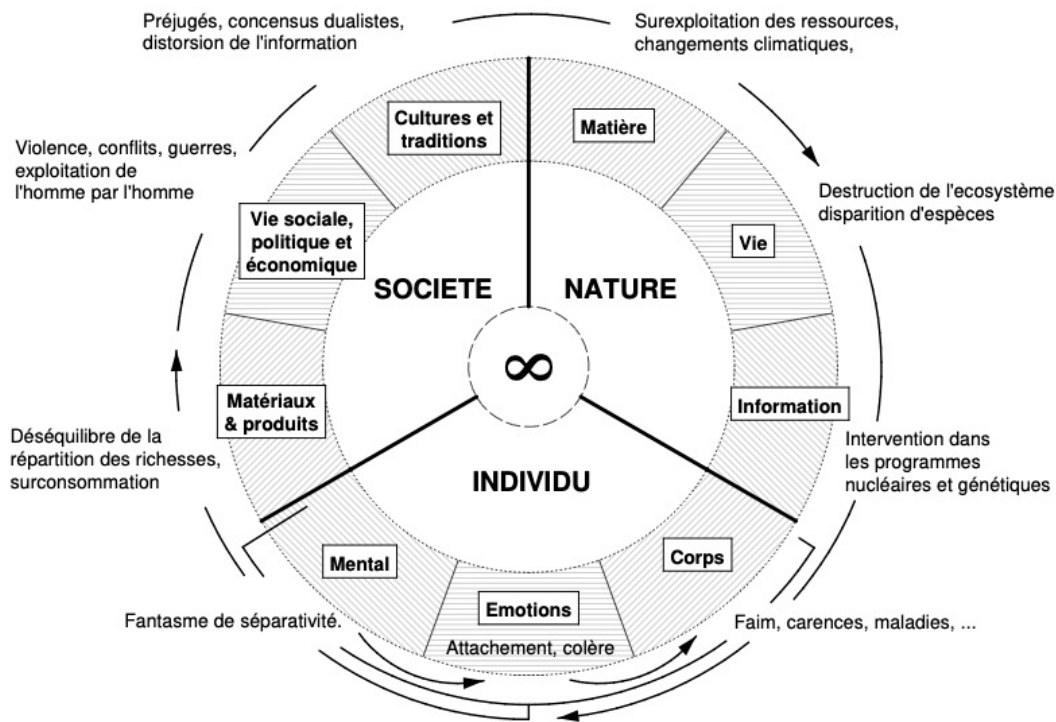 Préjugés, concensus dualistes,
distorsion de l'information
Surexploitation des ressources,
changements climatiques,
Cultures et
traditions
Matière
Violence, conflits, guerres,
exploitation de
l'homme par l'homme
Destruction de l'ecosystème
disparition d'espèces
Vie sociale,
politique et
économique
Vie
SOCIETE
NATURE
∞
Matériaux
& produits
Information
Déséquilibre de la
répartition des richesses,
surconsommation
Intervention dans
les programmes
nucléaires et génétiques
INDIVIDU
Mental
Corps
Emotions
Fantasme de séparativité.
Attachement, colère
Faim, carences, maladies, ...